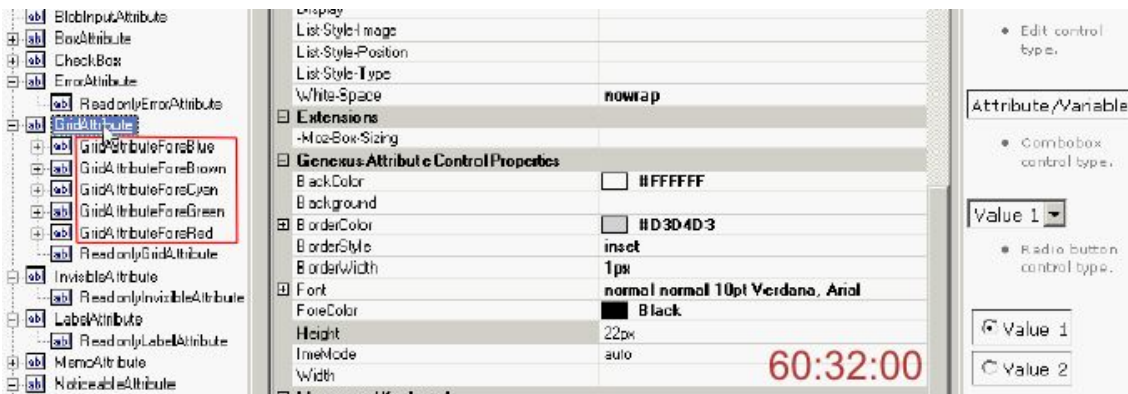 BlobInputAttribute
BoxAttribute
CheckBox
ErrorAttribute
ReadonlyErrorAttribute
GridAttribute
GridAttributeForeBlue
GridAttributeForeBrown
GridAttributeForeCyan
GridAttributeForeGreen
GridAttributeForeRed
ReadonlyGridAttribute
InvisibleAttribute
ReadonlyInvisibleAttribute
LabelAttribute
ReadonlyLabelAttribute
MemoAttribute
NoticeableAttribute
Display
List-Style-Image
List-Style-Position
List-Style-Type
White-Space nowrap
Extensions
-Moz-Box-Sizing
Genexus Attribute Control Properties
BackColor #FFFFFF
Background
BorderColor #D3D4D3
BorderStyle inset
BorderWidth 1px
Font normal normal 10pt Verdana, Arial
ForeColor Black
Height 22px
ImeMode auto
Width
60:32:00
Edit control
type.
Attribute/Variable
Combobox
control type.
Value 1
Radio button
control type.
Value 1
Value 2